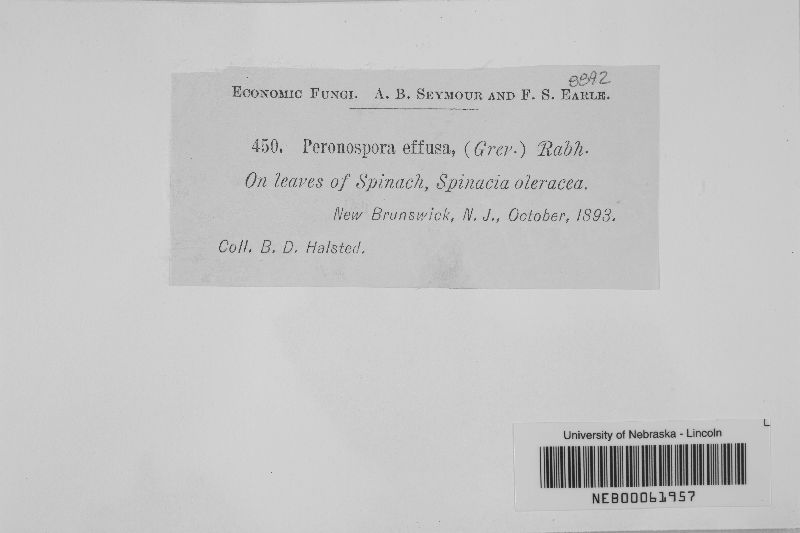 8892
ECONOMIC FUNGI. A. B. SEYMOUR AND F. S. EARLE.
450. Peronospora effusa, (Grev.) Rabh.
On leaves of Spinach, Spinacia oleracea.
New Brunswick, N. J., October, 1893.
Coll. B. D. Halsted.
L
University of Nebraska - Lincoln
NEB00061957